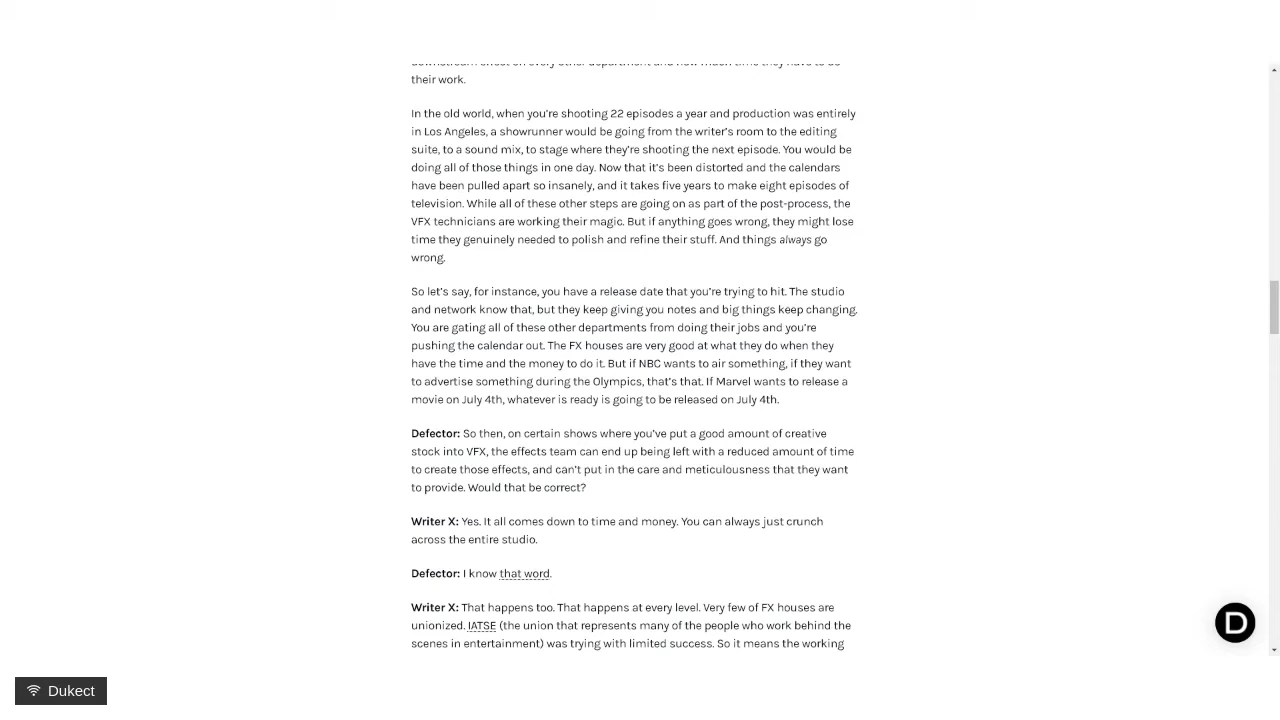 their work.
In the old world, when you're shooting 22 episodes a year and production was entirely
in Los Angeles, a showrunner would be going from the writer's room to the editing
suite, to a sound mix, to stage where they're shooting the next episode. You would be
doing all of those things in one day. Now that it's been distorted and the calendars
have been pulled apart so insanely, and it takes five years to make eight episodes of
television. While all of these other steps are going on as part of the post-process, the
VFX technicians are working their magic. But if anything goes wrong, they might lose
time they genuinely needed to polish and refine their stuff. And things always go
wrong.
So let's say, for instance, you have a release date that you're trying to hit. The studio
and network know that, but they keep giving you notes and big things keep changing.
You are gating all of these other departments from doing their jobs and you're
pushing the calendar out. The FX houses are very good at what they do when they
have the time and the money to do it. But if NBC wants to air something, if they want
to advertise something during the Olympics, that's that. If Marvel wants to release a
movie on July 4th, whatever is ready is going to be released on July 4th.
Defector: So then, on certain shows where you've put a good amount of creative
stock into VFX, the effects team can end up being left with a reduced amount of time
to create those effects, and can't put in the care and meticulousness that they want
to provide. Would that be correct?
Writer X: Yes. It all comes down to time and money. You can always just crunch
across the entire studio.
Defector: I know that word.
Writer X: That happens too. That happens at every level. Very few of FX houses are
unionized. IATSE (the union that represents many of the people who work behind the
scenes in entertainment) was trying with limited success. So it means the working
D
Dukect